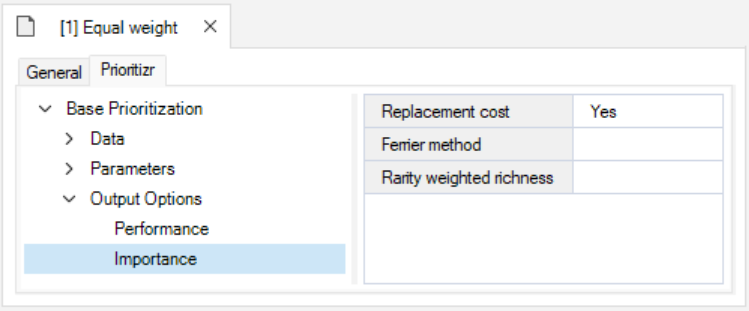 [1] Equal weight
General Prioritizr
Base Prioritization
Data
Parameters
Output Options
Performance
Importance
Replacement cost Yes
Ferrier method
Rarity weighted richness